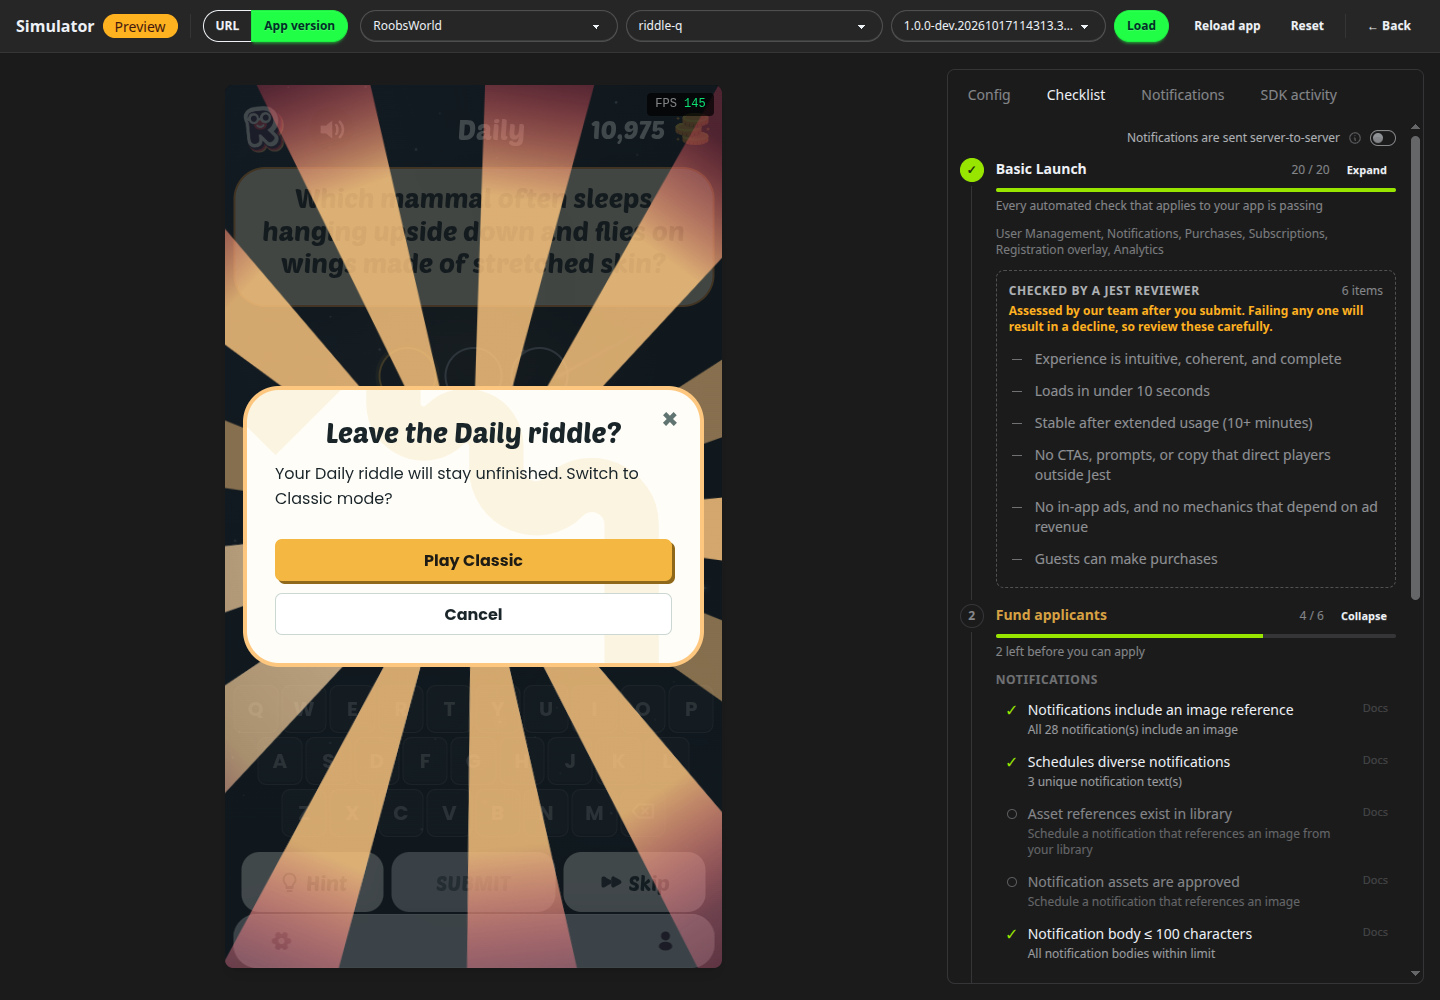 Simulator
Preview
URL
App version
RoobsWorld
riddle-q
1.0.0-dev.20261017114313.3...
Load
Reload app
Reset
← Back
FPS 145
Daily
10,975
Which mammal often sleeps
hanging upside down and flies on
wings made of stretched skin?
Leave the Daily riddle?
✖
Your Daily riddle will stay unfinished. Switch to
Classic mode?
Play Classic
Cancel
Q W E R T Y U I O P
A S D F G H J K L
Z X C V B N M
Hint
SUBMIT
Skip
Config
Checklist
Notifications
SDK activity
Notifications are sent server-to-server
Basic Launch
20 / 20
Expand
Every automated check that applies to your app is passing
User Management, Notifications, Purchases, Subscriptions,
Registration overlay, Analytics
CHECKED BY A JEST REVIEWER
6 items
Assessed by our team after you submit. Failing any one will
result in a decline, so review these carefully.
— Experience is intuitive, coherent, and complete
— Loads in under 10 seconds
— Stable after extended usage (10+ minutes)
— No CTAs, prompts, or copy that direct players
outside Jest
— No in-app ads, and no mechanics that depend on ad
revenue
— Guests can make purchases
2
Fund applicants
4 / 6
Collapse
2 left before you can apply
NOTIFICATIONS
✓ Notifications include an image reference
Docs
All 28 notification(s) include an image
✓ Schedules diverse notifications
Docs
3 unique notification text(s)
Asset references exist in library
Docs
Schedule a notification that references an image from
your library
Notification assets are approved
Docs
Schedule a notification that references an image
✓ Notification body ≤ 100 characters
Docs
All notification bodies within limit